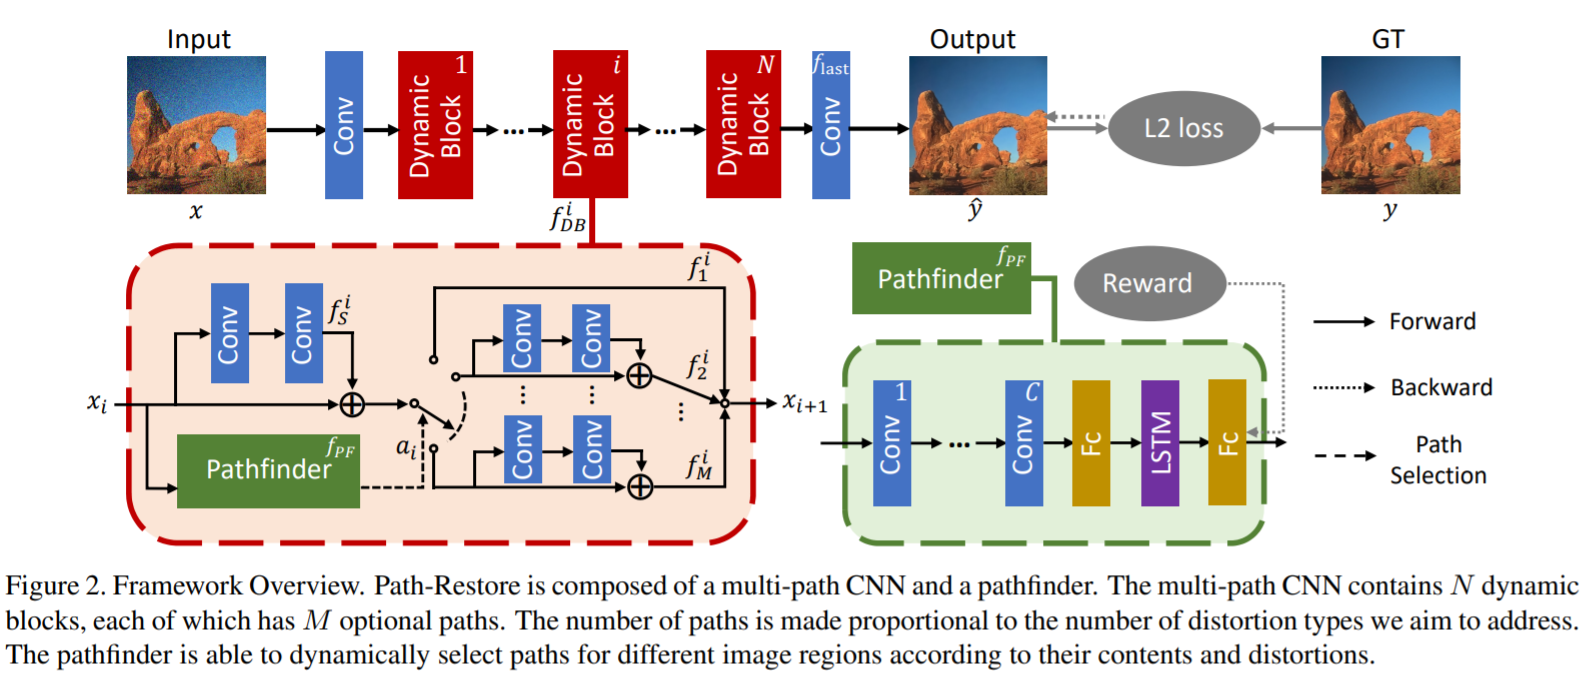 Input
Output
GT
Conv
Dynamic Block 1
...
Dynamic Block i
...
Dynamic Block N
Conv f_last
L2 loss
x
f_{DB}^i
ŷ
y
x_i
Conv
Conv
f_S^i
Pathfinder f_{PF}
a_i
f_1^i
Conv
Conv
f_2^i
...
...
...
Conv
Conv
f_M^i
x_{i+1}
Pathfinder f_{PF}
Reward
Conv 1
...
Conv C
Fc
LSTM
Fc
Forward
Backward
Path
Selection
Figure 2. Framework Overview. Path-Restore is composed of a multi-path CNN and a pathfinder. The multi-path CNN contains N dynamic
blocks, each of which has M optional paths. The number of paths is made proportional to the number of distortion types we aim to address.
The pathfinder is able to dynamically select paths for different image regions according to their contents and distortions.